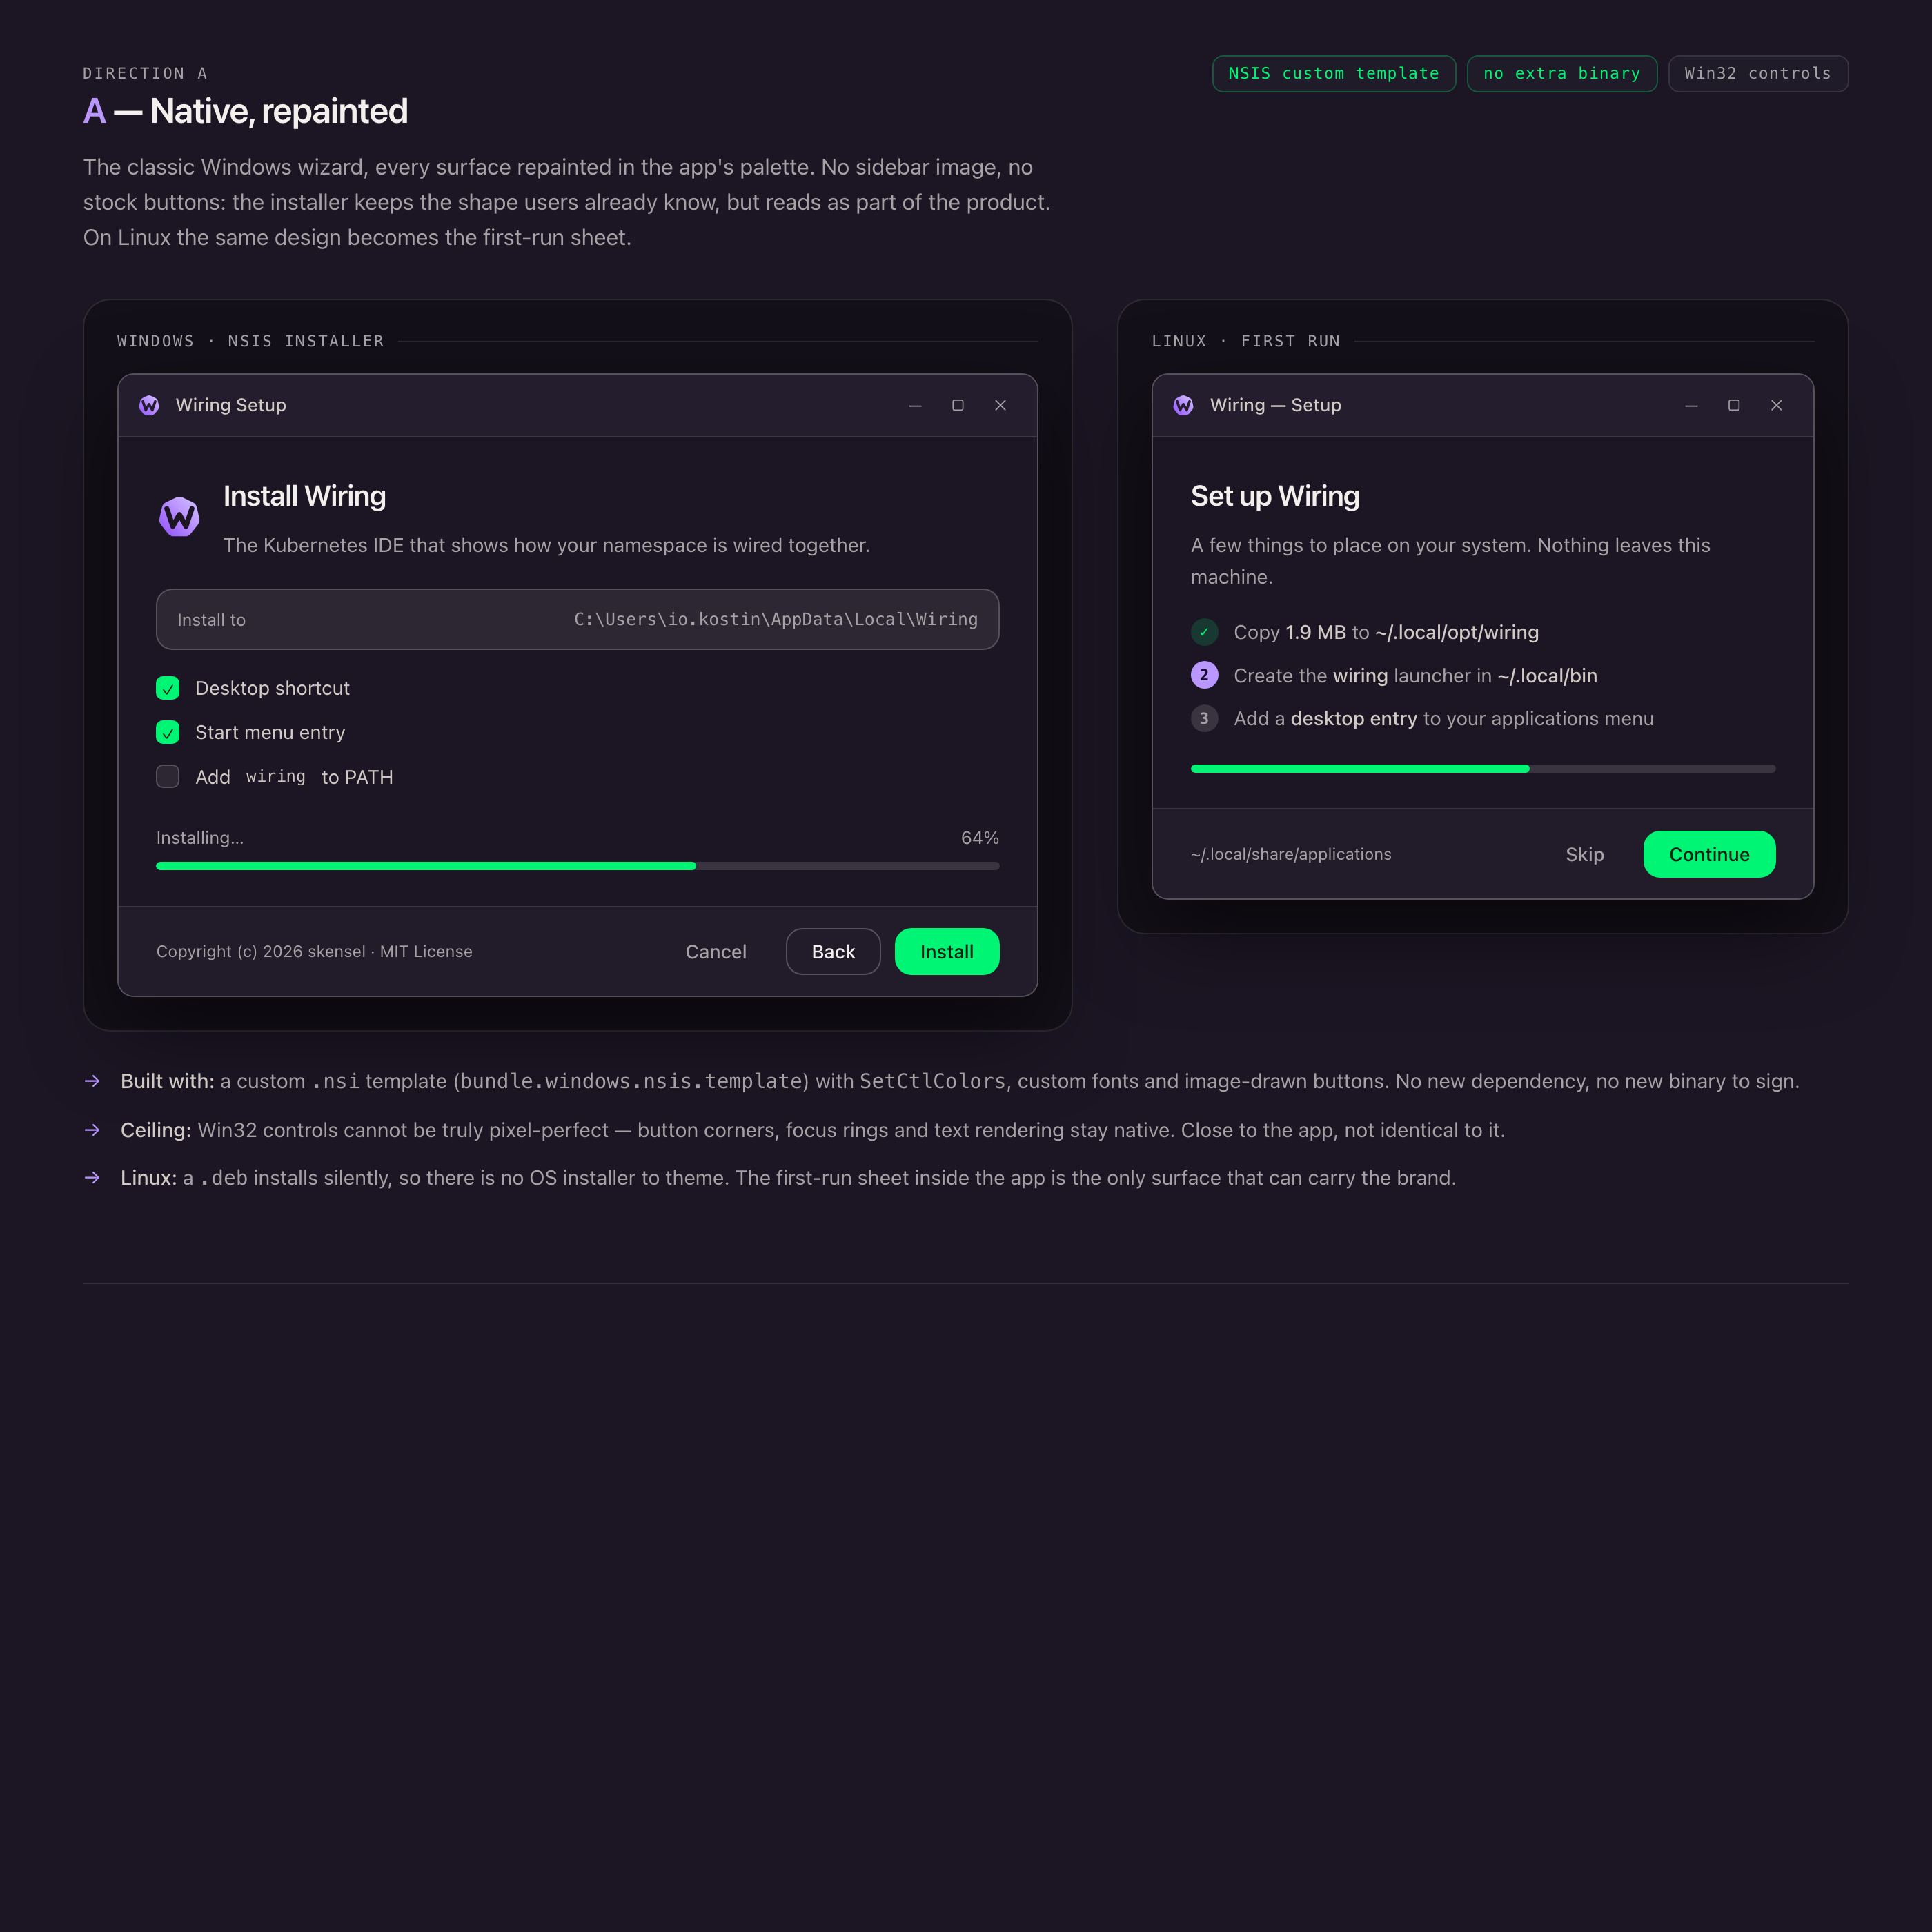 DIRECTION A
A — Native, repainted
NSIS custom template
no extra binary
Win32 controls
The classic Windows wizard, every surface repainted in the app's palette. No sidebar image, no
stock buttons: the installer keeps the shape users already know, but reads as part of the product.
On Linux the same design becomes the first-run sheet.
WINDOWS · NSIS INSTALLER
Wiring Setup
Install Wiring
The Kubernetes IDE that shows how your namespace is wired together.
Install to C:\Users\io.kostin\AppData\Local\Wiring
✓ Desktop shortcut
✓ Start menu entry
Add wiring to PATH
Installing... 64%
Copyright (c) 2026 skensel · MIT License
Cancel
Back
Install
LINUX · FIRST RUN
Wiring — Setup
Set up Wiring
A few things to place on your system. Nothing leaves this
machine.
✓ Copy 1.9 MB to ~/.local/opt/wiring
2 Create the wiring launcher in ~/.local/bin
3 Add a desktop entry to your applications menu
~/.local/share/applications
Skip
Continue
→ Built with: a custom .nsi template (bundle.windows.nsis.template) with SetCtlColors, custom fonts and image-drawn buttons. No new dependency, no new binary to sign.
→ Ceiling: Win32 controls cannot be truly pixel-perfect — button corners, focus rings and text rendering stay native. Close to the app, not identical to it.
→ Linux: a .deb installs silently, so there is no OS installer to theme. The first-run sheet inside the app is the only surface that can carry the brand.